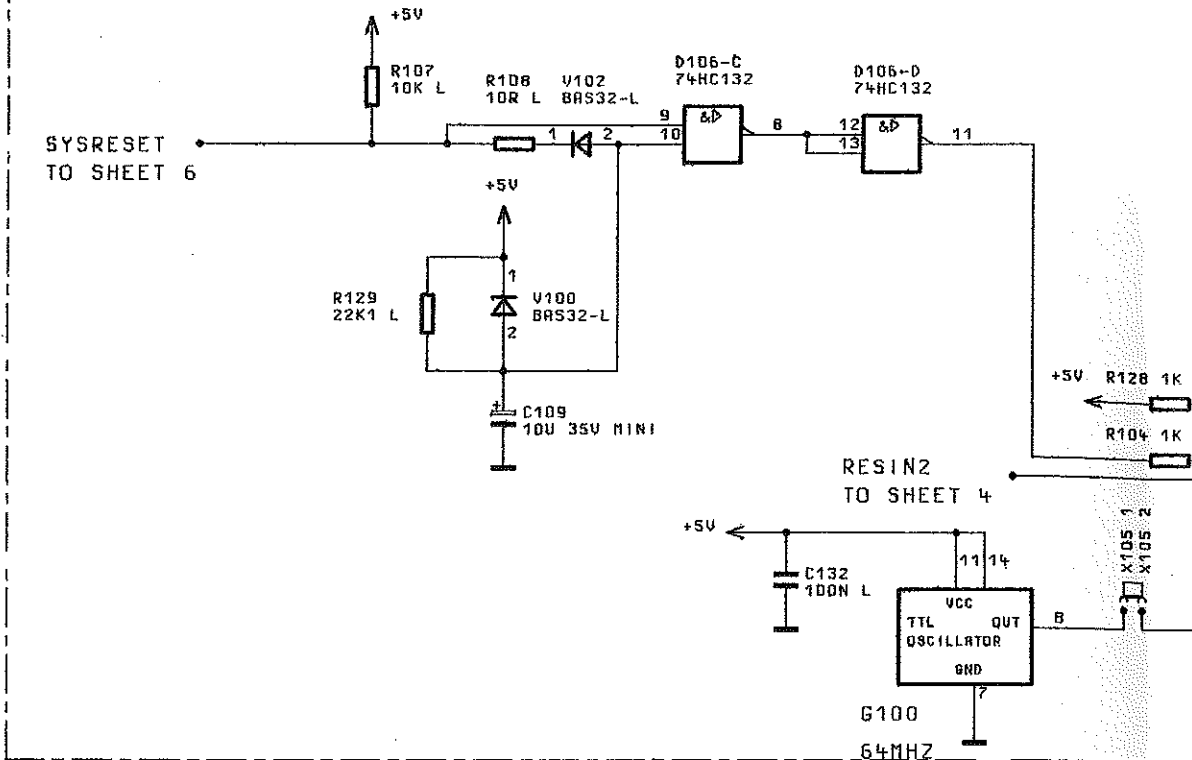 +5V
R107
10K L
R108
10R L
V102
BAS32-L
D106-C
74HC132
D106-D
74HC132
SYSRESET
TO SHEET 6
1
2
9
10
&
8
12
13
&
11
+5V
R129
22K1 L
1
V100
BAS32-L
2
+
C109
10U 35V MINI
+5V
R128 1K
R104 1K
RESIN2
TO SHEET 4
X105 1
X105 2
+5V
11
14
C132
100N L
VCC
TTL OUT
OSCILLATOR
GND
8
7
G100
64MHZ